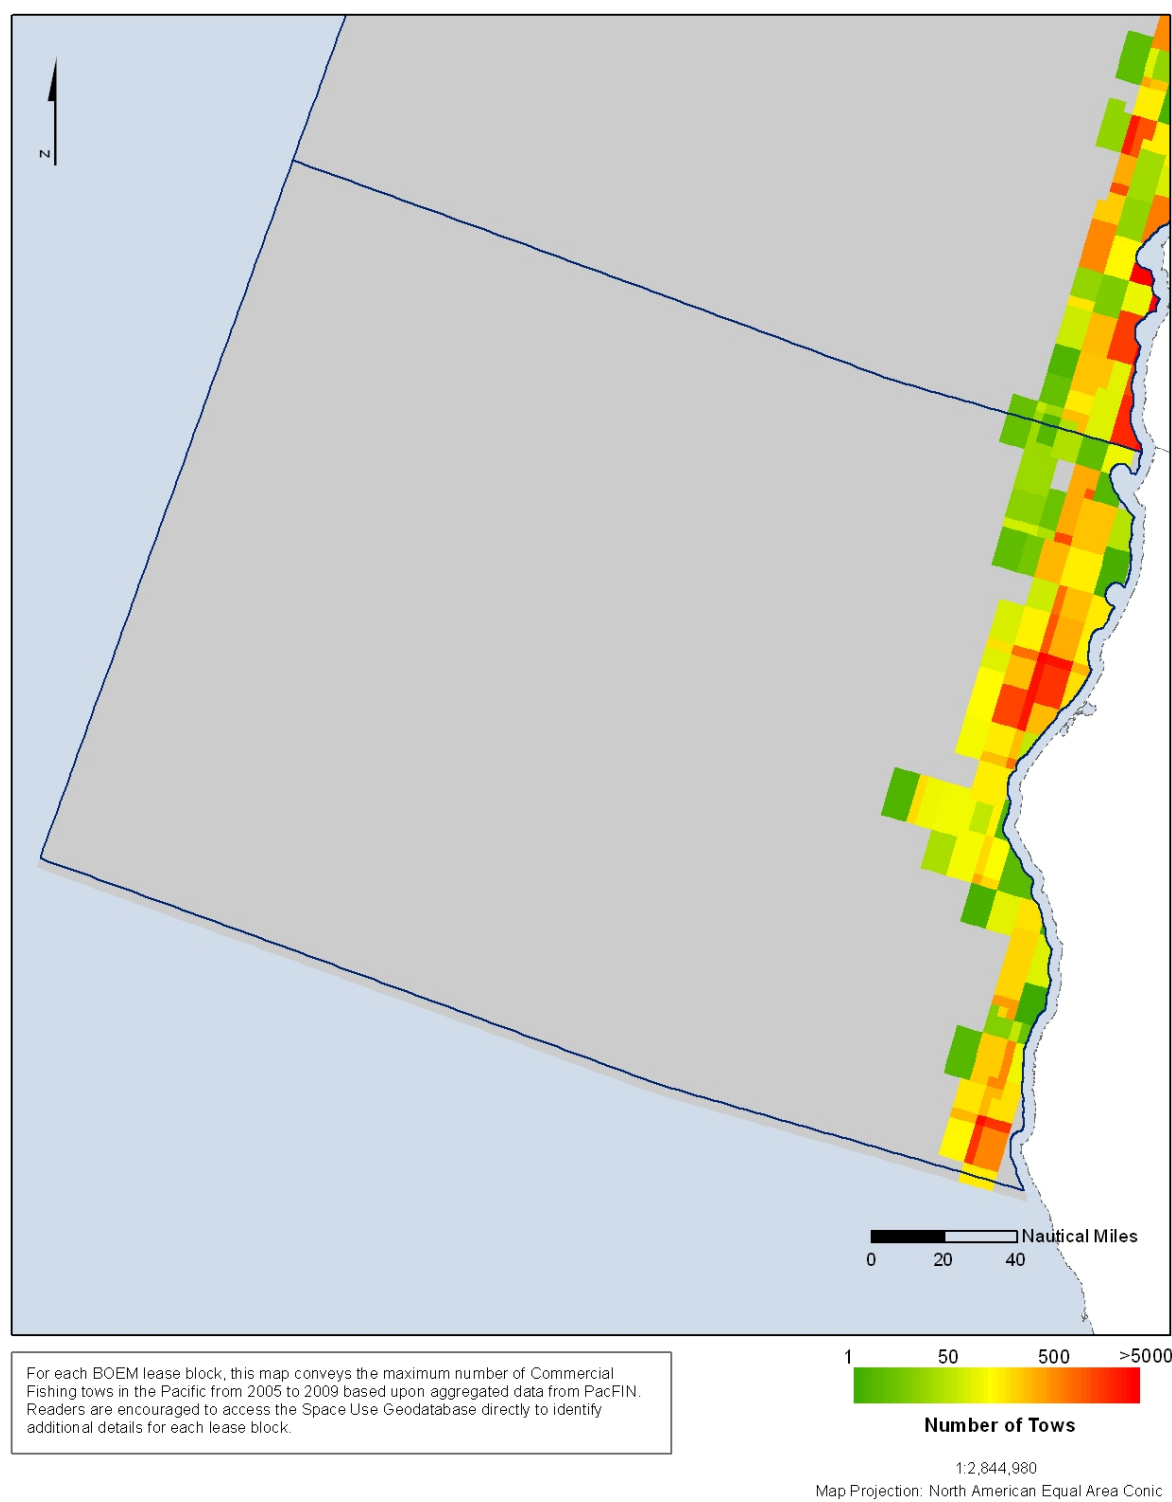 N
Nautical Miles
0 20 40
For each BOEM lease block, this map conveys the maximum number of Commercial
Fishing tows in the Pacific from 2005 to 2009 based upon aggregated data from PacFIN.
Readers are encouraged to access the Space Use Geodatabase directly to identify
additional details for each lease block.
1 50 500 >5000
Number of Tows
1:2,844,980
Map Projection: North American Equal Area Conic